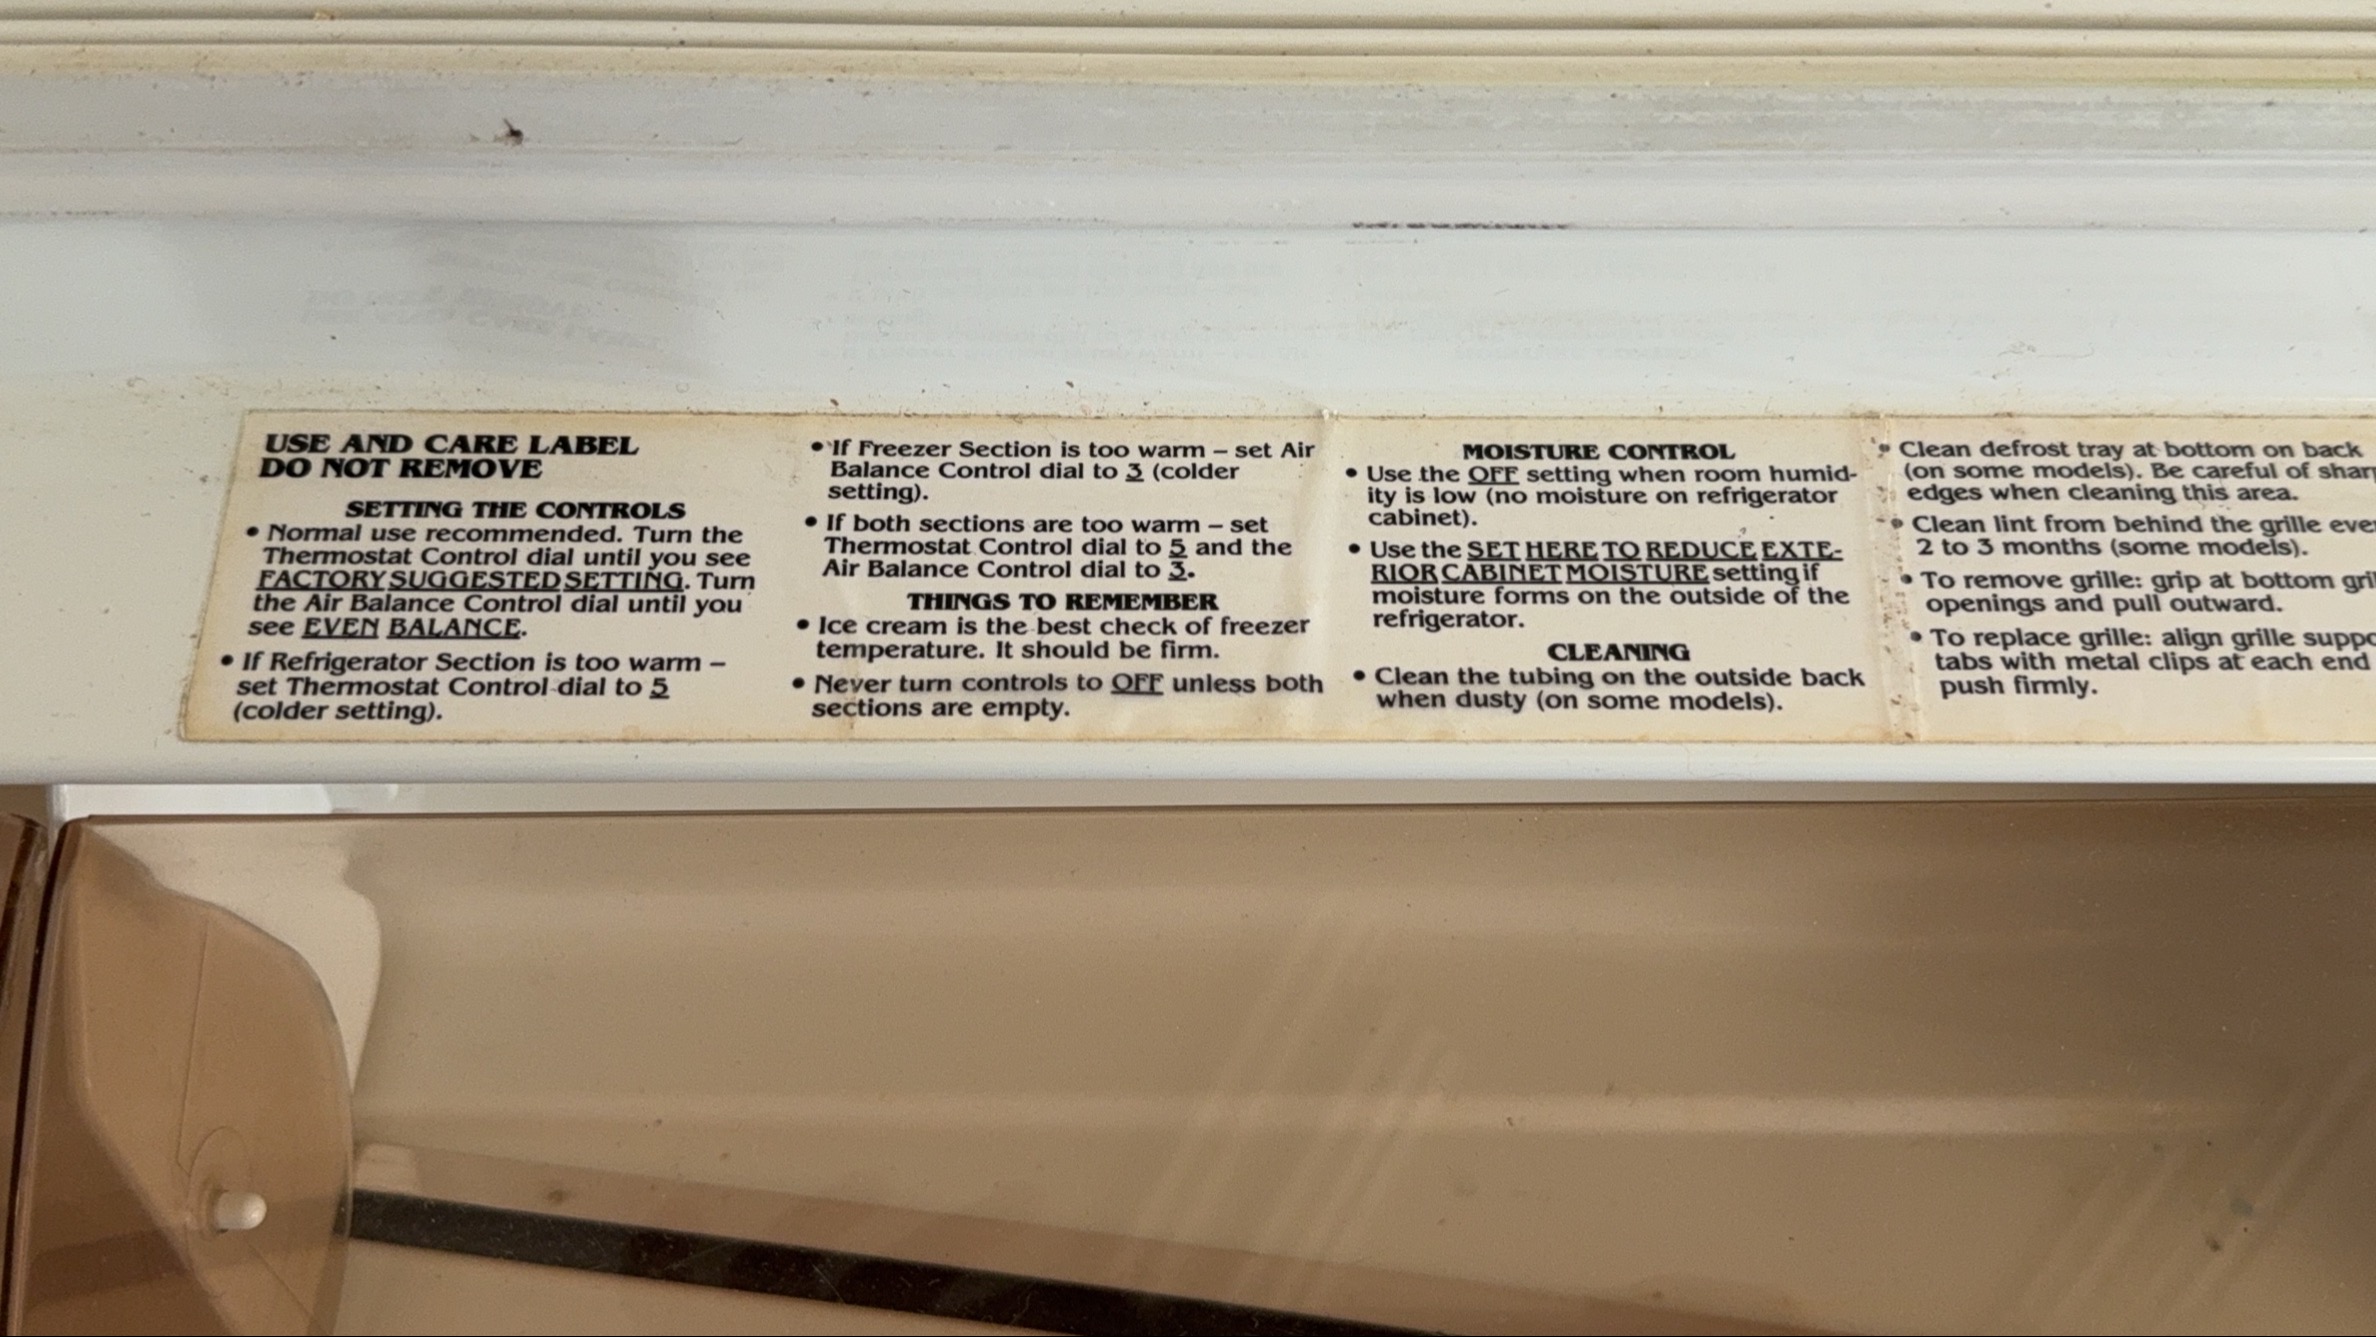 USE AND CARE LABEL
DO NOT REMOVE
SETTING THE CONTROLS
• Normal use recommended. Turn the
Thermostat Control dial until you see
FACTORY SUGGESTED SETTING. Turn
the Air Balance Control dial until you
see EVEN BALANCE.
• If Refrigerator Section is too warm –
set Thermostat Control dial to 5
(colder setting).
• If Freezer Section is too warm – set Air
Balance Control dial to 3 (colder
setting).
• If both sections are too warm – set
Thermostat Control dial to 5 and the
Air Balance Control dial to 3.
THINGS TO REMEMBER
• Ice cream is the best check of freezer
temperature. It should be firm.
• Never turn controls to OFF unless both
sections are empty.
MOISTURE CONTROL
• Use the OFF setting when room humid-
ity is low (no moisture on refrigerator
cabinet).
• Use the SET HERE TO REDUCE EXTE-
RIOR CABINET MOISTURE setting if
moisture forms on the outside of the
refrigerator.
CLEANING
• Clean the tubing on the outside back
when dusty (on some models).
• Clean defrost tray at bottom on back
(on some models). Be careful of
edges when cleaning this area.
• Clean lint from behind the grille
2 to 3 months (some models).
• To remove grille: grip at bottom
openings and pull outward.
• To replace grille: align grille
tabs with metal clips at each end
push firmly.